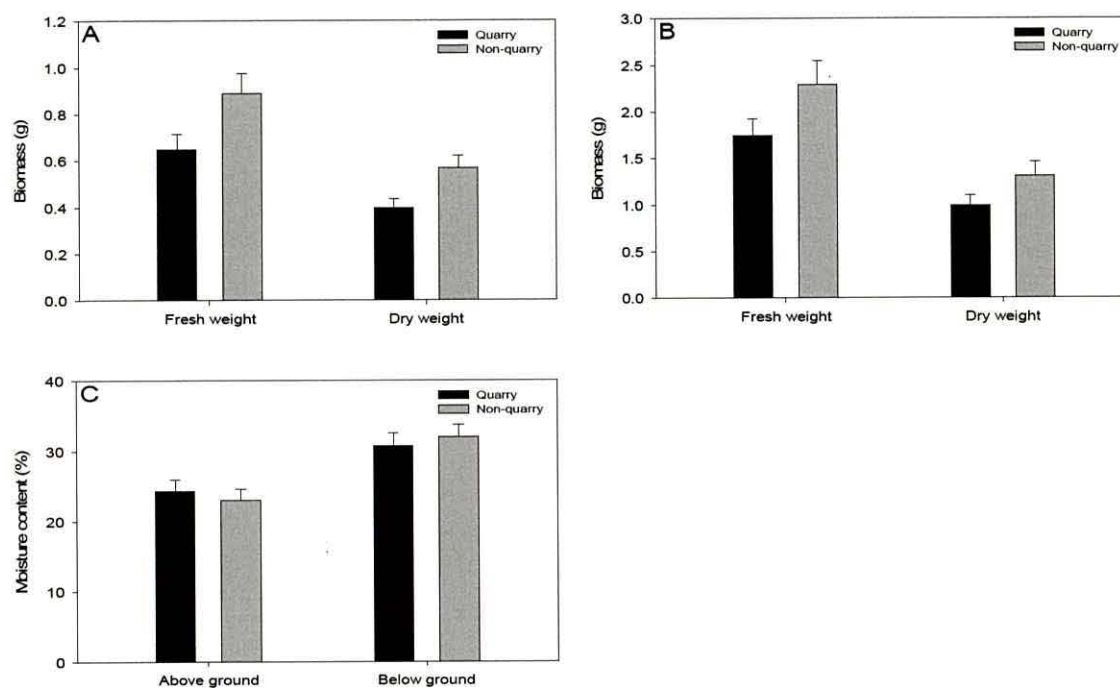 A
Quarry
Non-quarry
Biomass (g)
1.2
1.0
0.8
0.6
0.4
0.2
0.0
Fresh weight Dry weight
B
Quarry
Non-quarry
Biomass (g)
3.0
2.5
2.0
1.5
1.0
0.5
0.0
Fresh weight Dry weight
C
Quarry
Non-quarry
Moisture content (%)
40
30
20
10
0
Above ground Below ground